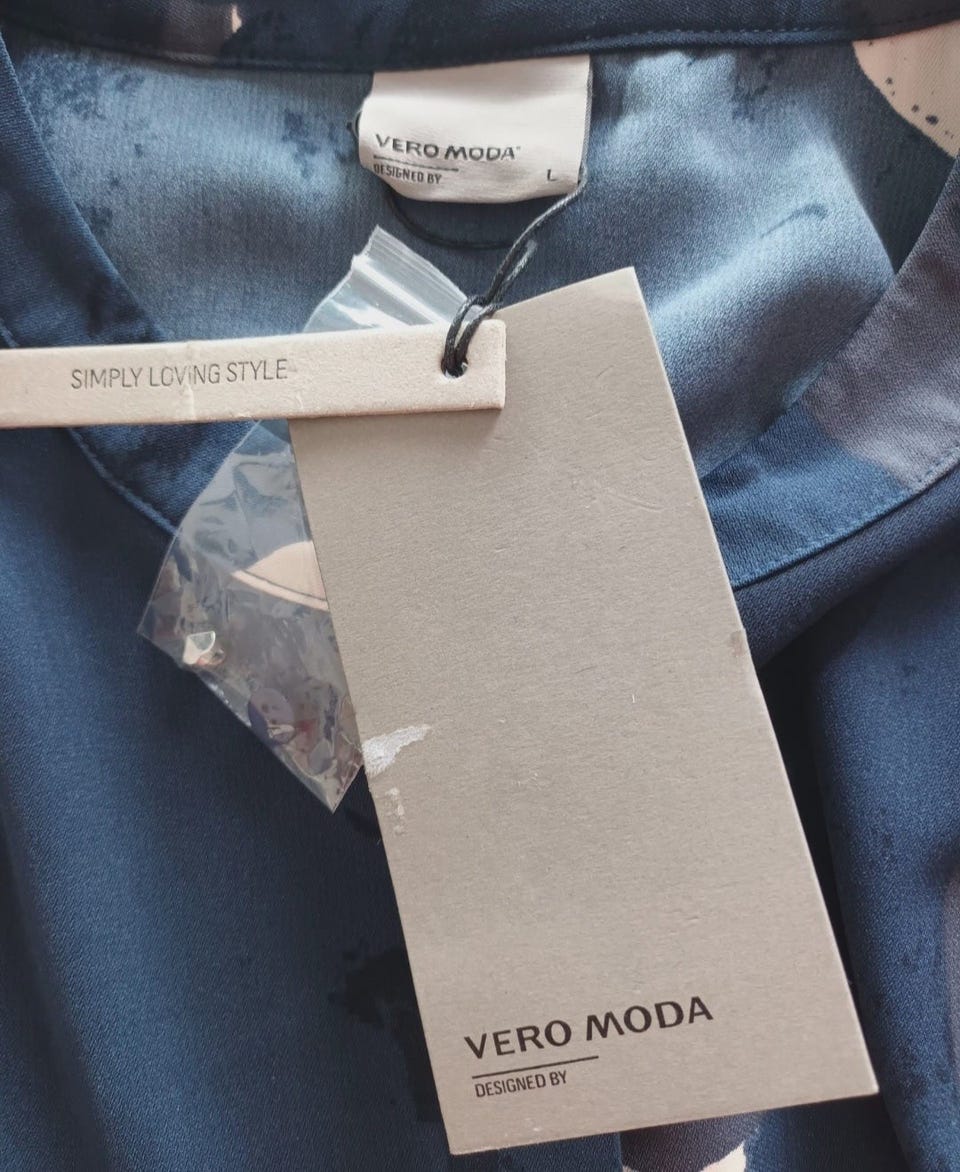 VERO MODA®
DESIGNED BY
L
SIMPLY LOVING STYLE
VERO MODA
DESIGNED BY